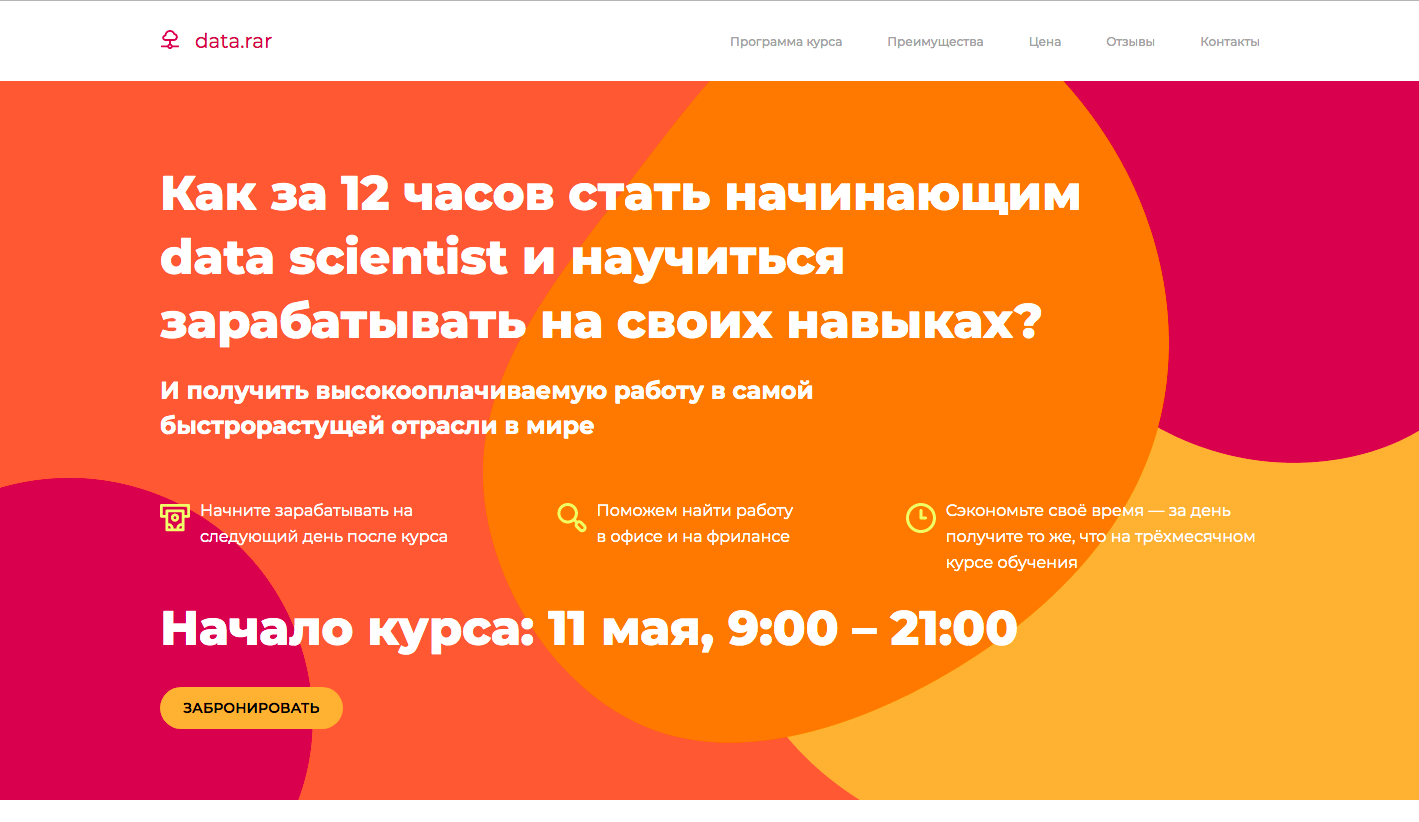 data.rar
Программа курса
Преимущества
Цена
Отзывы
Контакты
Как за 12 часов стать начинающим
data scientist и научиться
зарабатывать на своих навыках?
И получить высокооплачиваемую работу в самой
быстрорастущей отрасли в мире
Начните зарабатывать на
следующий день после курса
Поможем найти работу
в офисе и на фрилансе
Сэкономьте своё время — за день
получите то же, что на трёхмесячном
курсе обучения
Начало курса: 11 мая, 9:00 – 21:00
ЗАБРОНИРОВАТЬ